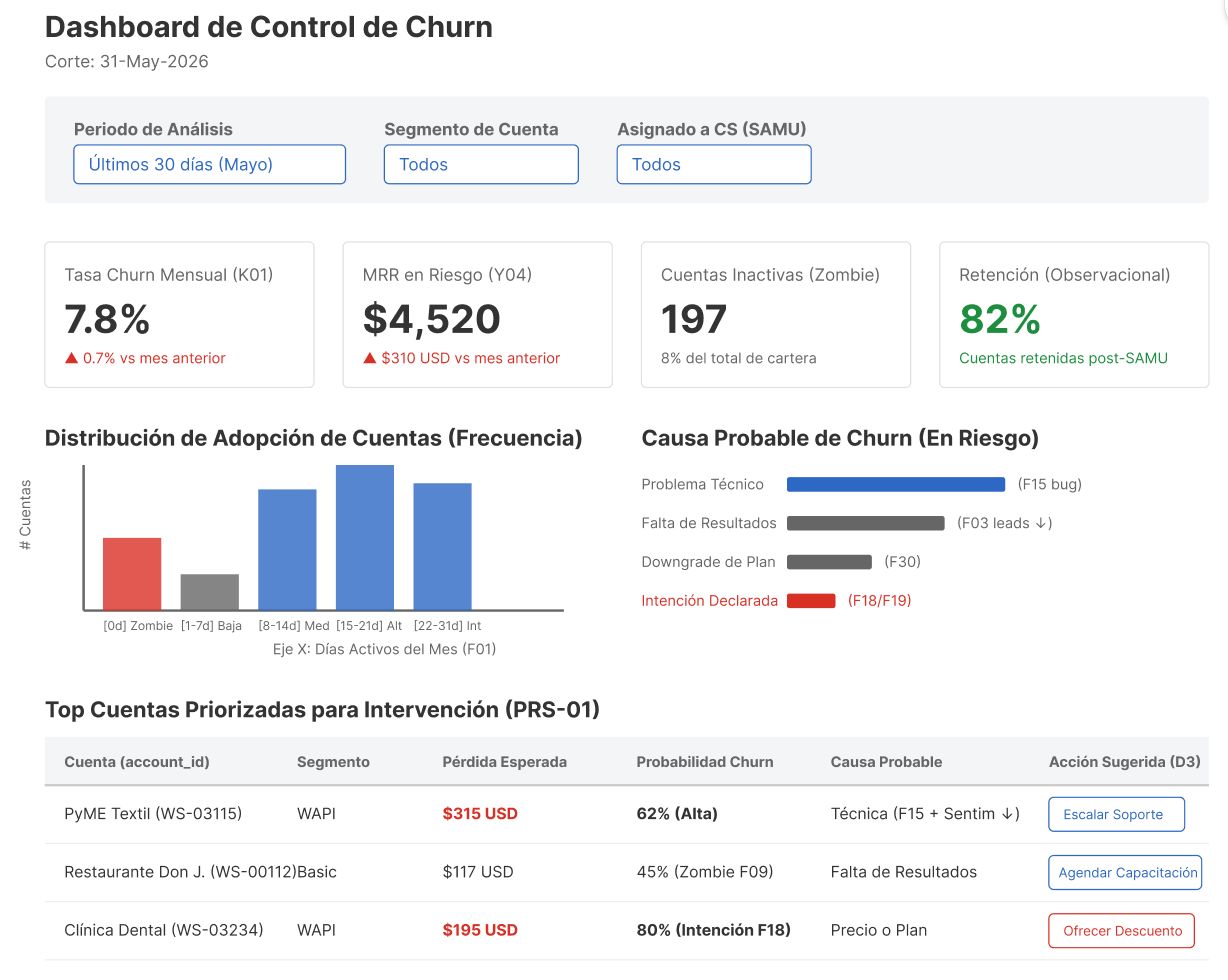 Dashboard de Control de Churn
Corte: 31-May-2026
Periodo de Análisis
Últimos 30 días (Mayo)
Segmento de Cuenta
Todos
Asignado a CS (SAMU)
Todos
Tasa Churn Mensual (K01)
7.8%
▲ 0.7% vs mes anterior
MRR en Riesgo (Y04)
$4,520
▲ $310 USD vs mes anterior
Cuentas Inactivas (Zombie)
197
8% del total de cartera
Retención (Observacional)
82%
Cuentas retenidas post-SAMU
Distribución de Adopción de Cuentas (Frecuencia)
# Cuentas
[0d] Zombie [1-7d] Baja [8-14d] Med [15-21d] Alt [22-31d] Int
Eje X: Días Activos del Mes (F01)
Causa Probable de Churn (En Riesgo)
Problema Técnico (F15 bug)
Falta de Resultados (F03 leads ↓)
Downgrade de Plan (F30)
Intención Declarada (F18/F19)
Top Cuentas Priorizadas para Intervención (PRS-01)
Cuenta (account_id) Segmento Pérdida Esperada Probabilidad Churn Causa Probable Acción Sugerida (D3)
PyME Textil (WS-03115) WAPI $315 USD 62% (Alta) Técnica (F15 + Sentim ↓) Escalar Soporte
Restaurante Don J. (WS-00112) Basic $117 USD 45% (Zombie F09) Falta de Resultados Agendar Capacitación
Clínica Dental (WS-03234) WAPI $195 USD 80% (Intención F18) Precio o Plan Ofrecer Descuento